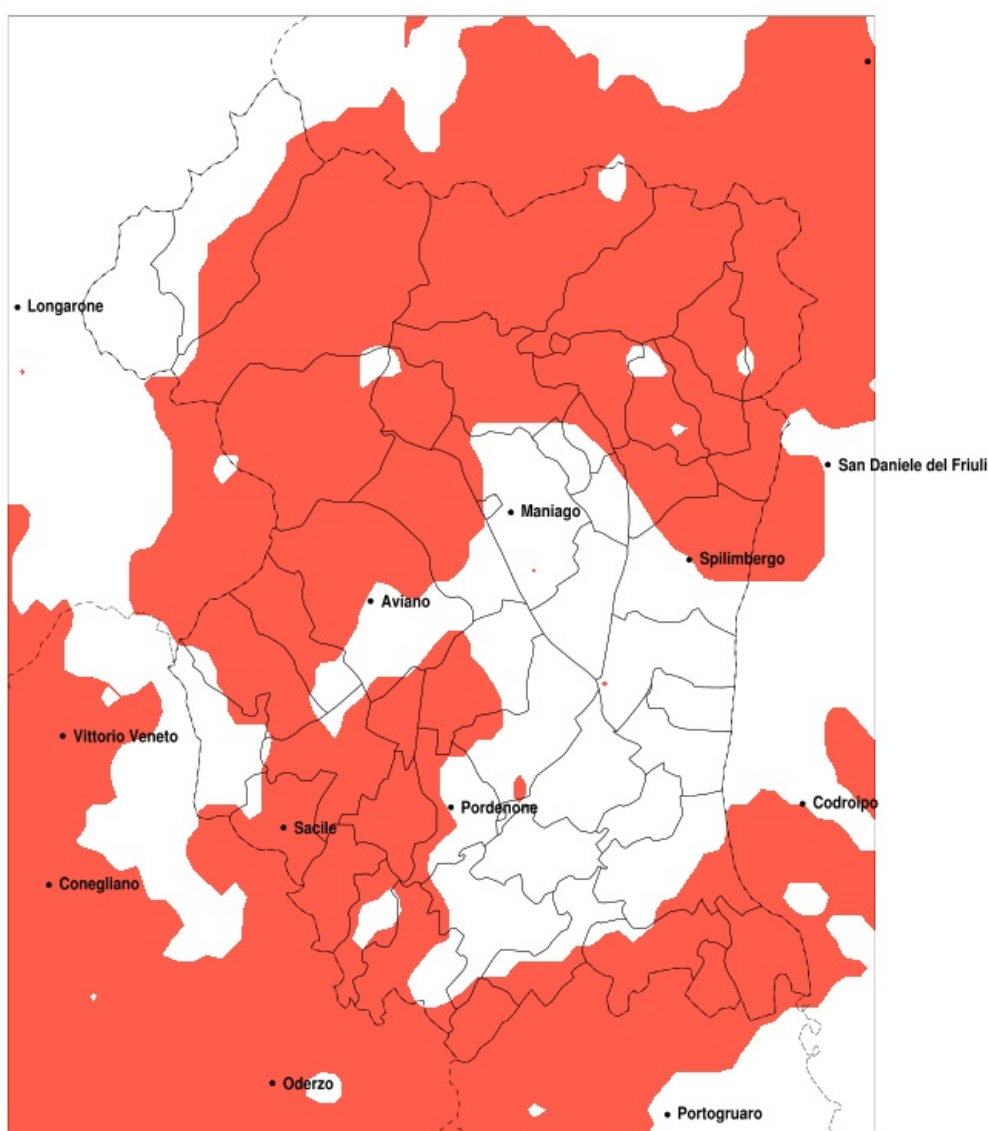 Longarone
San Daniele del Friuli
Maniago
Spilimbergo
Aviano
Vittorio Veneto
Codroipo
Pordenone
Sacile
Conegliano
Oderzo
Portogruaro